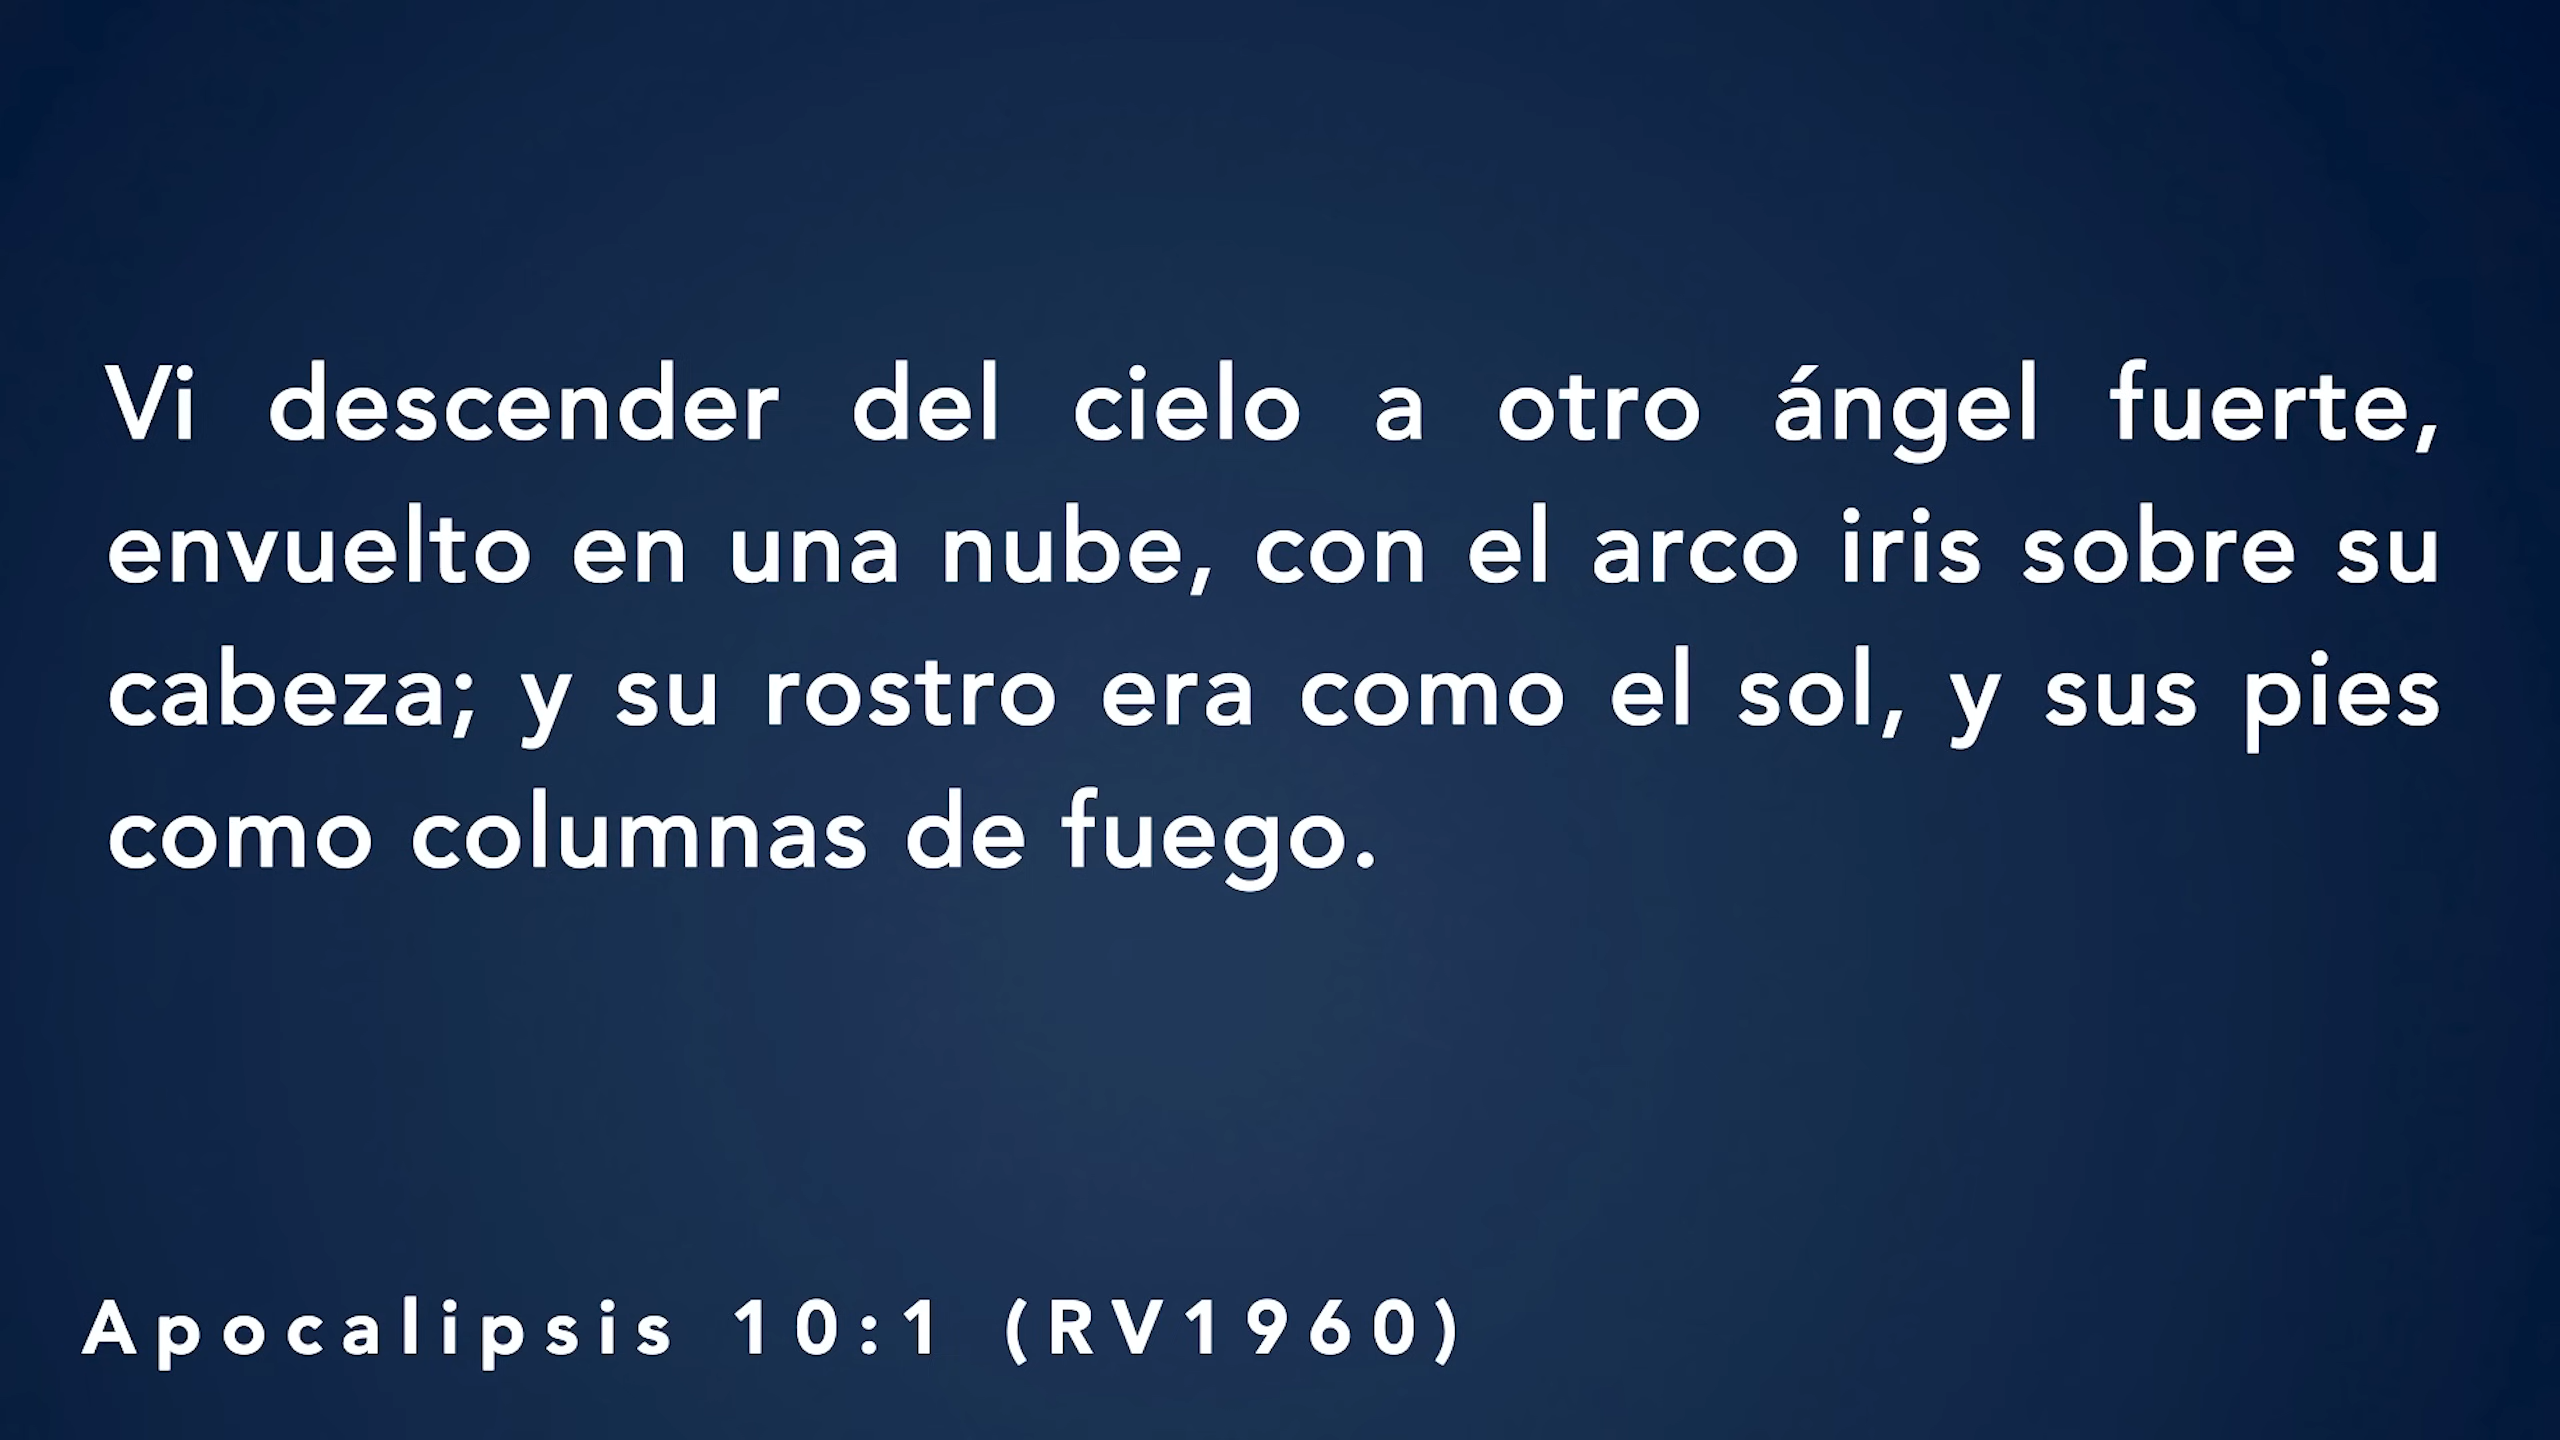 Vi descender del cielo a otro ángel fuerte,
envuelto en una nube, con el arco iris sobre su
cabeza; y su rostro era como el sol, y sus pies
como columnas de fuego.
Apocalipsis 10:1 (RV1960)